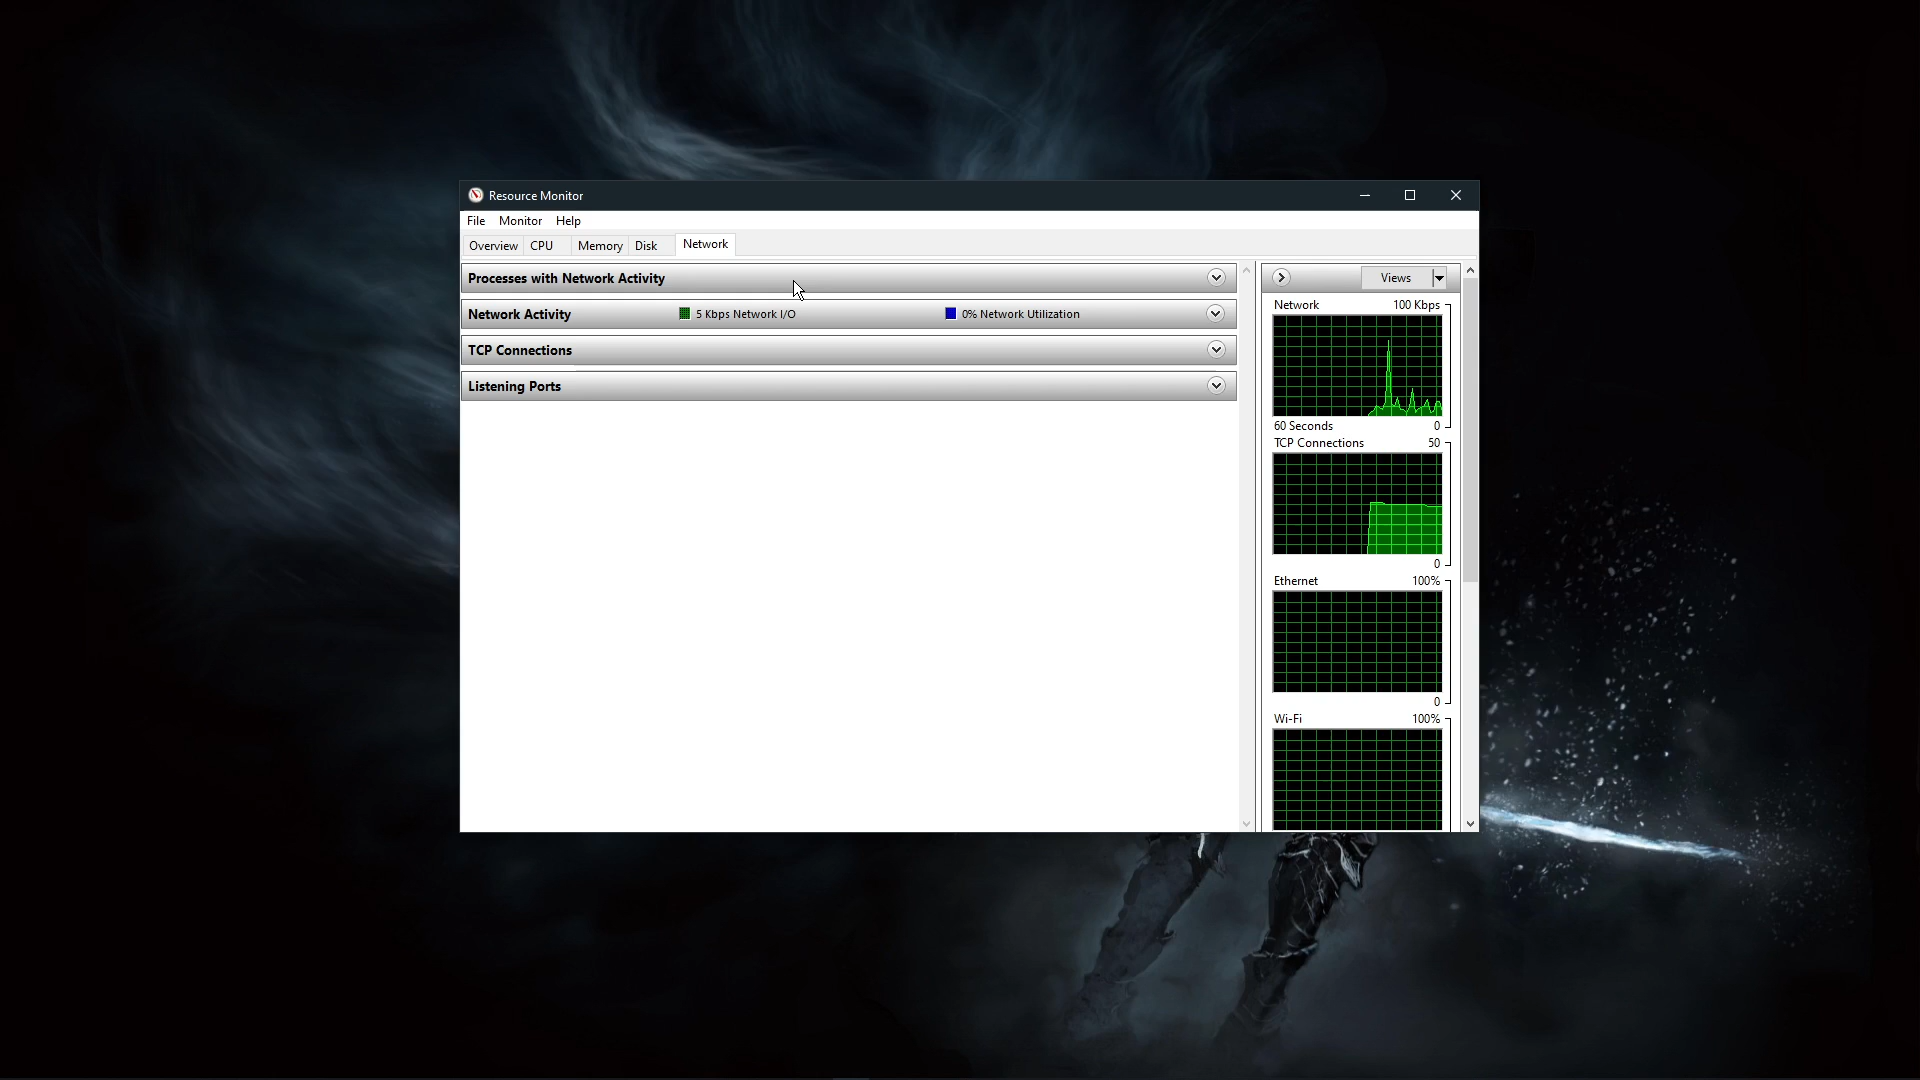 Resource Monitor
File Monitor Help
Overview CPU Memory Disk Network
Processes with Network Activity
Network Activity 5 Kbps Network I/O 0% Network Utilization
TCP Connections
Listening Ports
Views
Network 100 Kbps
60 Seconds 0
TCP Connections 50
0
Ethernet 100%
0
Wi-Fi 100%